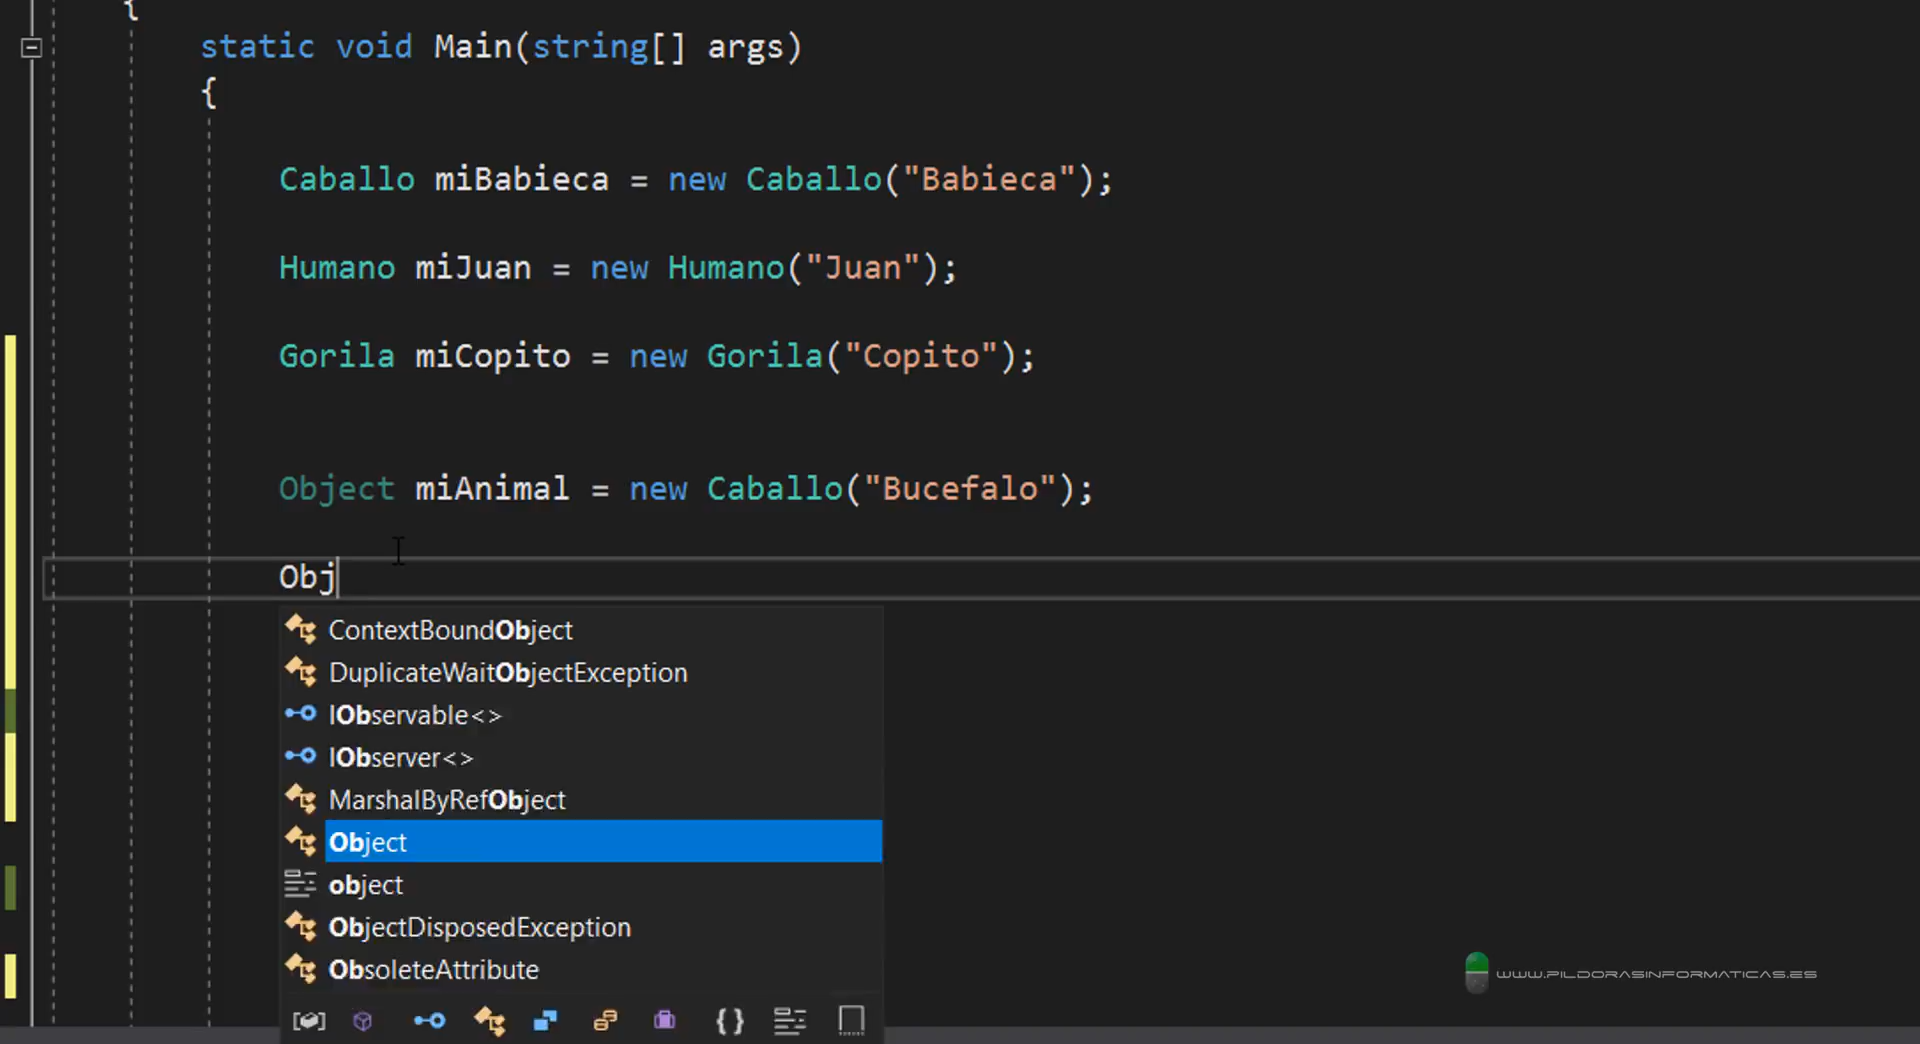 {
static void Main(string[] args)
{
Caballo miBabieca = new Caballo("Babieca");
Humano miJuan = new Humano("Juan");
Gorila miCopito = new Gorila("Copito");
Object miAnimal = new Caballo("Bucefalo");
Obj
ContextBoundObject
DuplicateWaitObjectException
IObservable<>
IObserver<>
MarshalByRefObject
Object
object
ObjectDisposedException
ObsoleteAttribute
WWW.PILDORASINFORMATICAS.ES